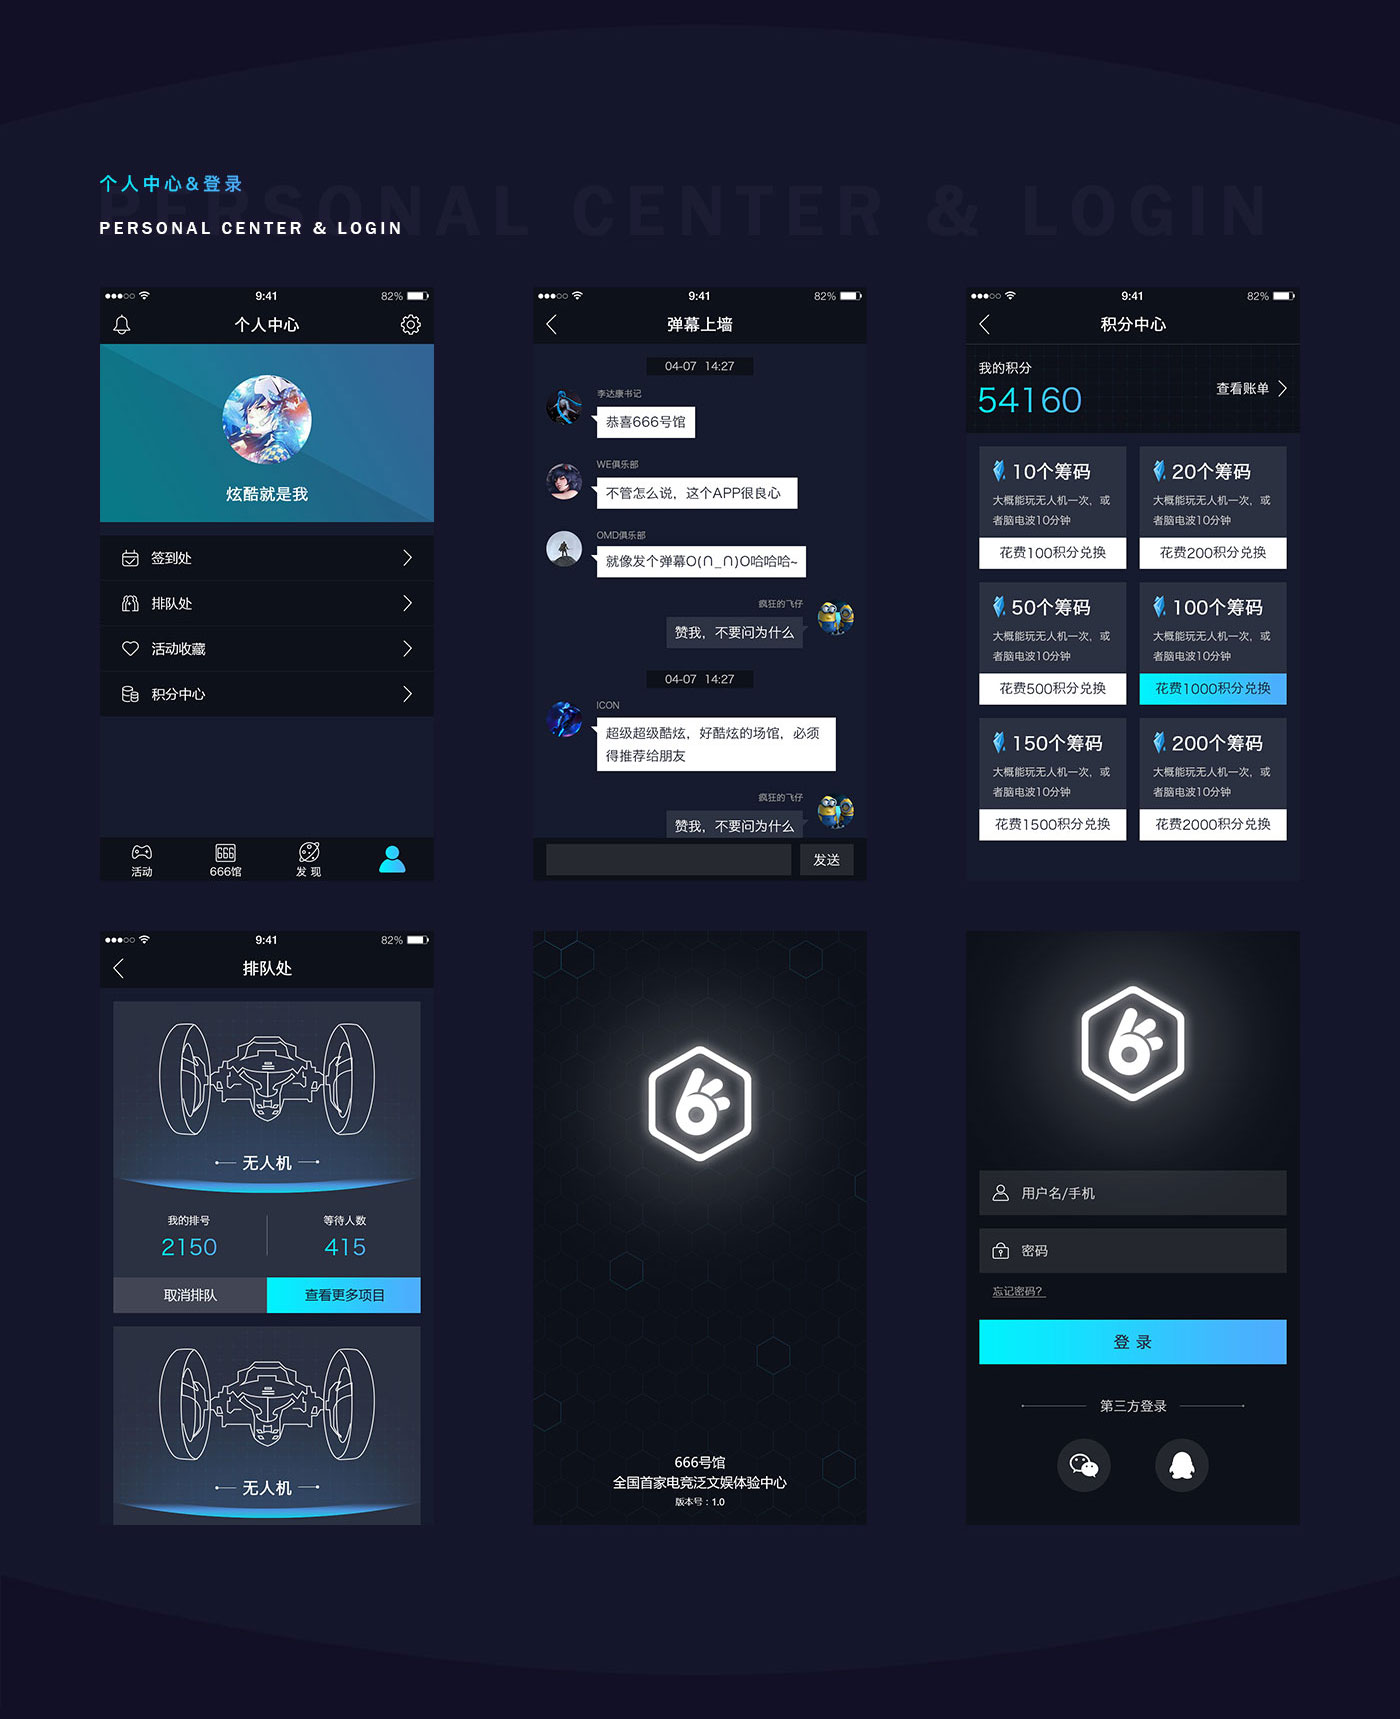 个人中心&登录
PERSONAL CENTER & LOGIN
PERSONAL CENTER & LOGIN
9:41
82%
个人中心
炫酷就是我
签到处
排队处
活动收藏
积分中心
活动
666馆
发现
9:41
82%
弹幕上墙
04-07 14:27
李达康书记
恭喜666号馆
WE俱乐部
不管怎么说，这个APP很良心
OMD俱乐部
就像发个弹幕O(∩_∩)O哈哈哈~
疯狂的飞仔
赞我，不要问为什么
04-07 14:27
ICON
超级超级酷炫，好酷炫的场馆，必须
得推荐给朋友
疯狂的飞仔
赞我，不要问为什么
发送
9:41
82%
积分中心
我的积分
54160
查看账单
10个筹码
大概能玩无人机一次，或
者脑电波10分钟
花费100积分兑换
20个筹码
大概能玩无人机一次，或
者脑电波10分钟
花费200积分兑换
50个筹码
大概能玩无人机一次，或
者脑电波10分钟
花费500积分兑换
100个筹码
大概能玩无人机一次，或
者脑电波10分钟
花费1000积分兑换
150个筹码
大概能玩无人机一次，或
者脑电波10分钟
花费1500积分兑换
200个筹码
大概能玩无人机一次，或
者脑电波10分钟
花费2000积分兑换
9:41
82%
排队处
无人机
我的排号
2150
等待人数
415
取消排队
查看更多项目
无人机
666号馆
全国首家电竞泛文娱体验中心
版本号：1.0
用户名/手机
密码
忘记密码?
登录
第三方登录